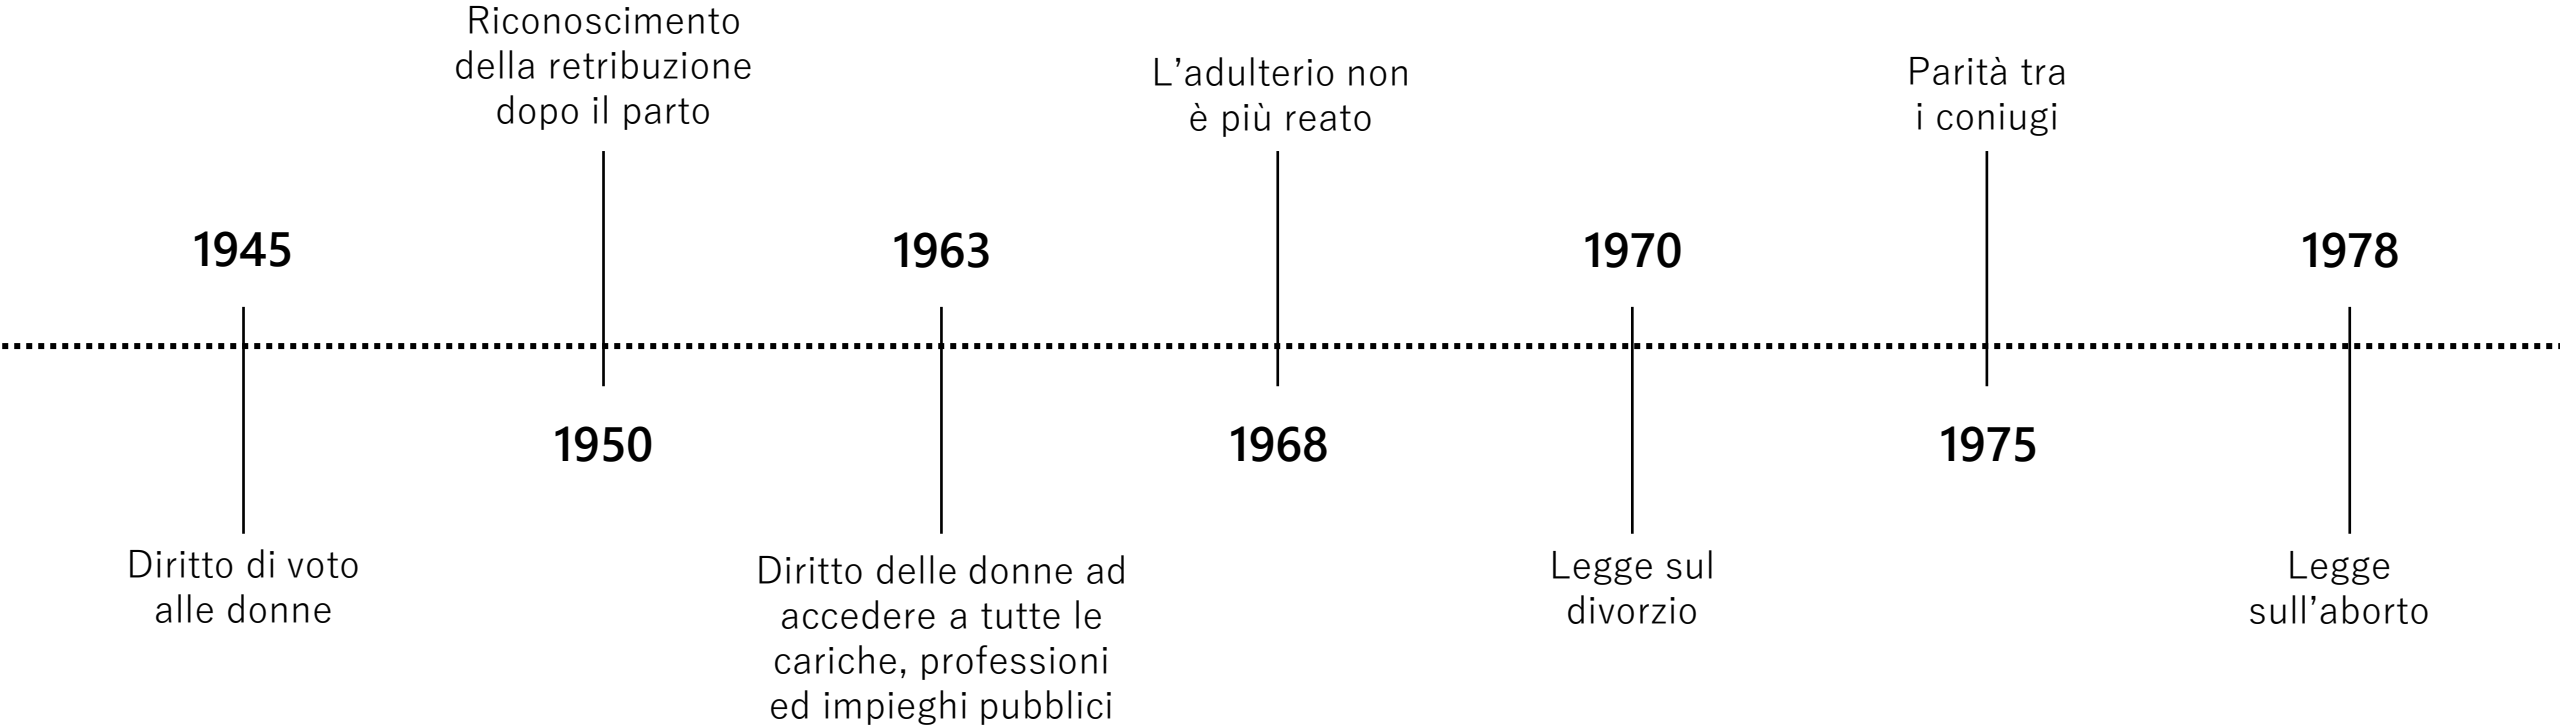 1945
Diritto di voto
alle donne
Riconoscimento
della retribuzione
dopo il parto
1950
1963
Diritto delle donne ad
accedere a tutte le
cariche, professioni
ed impieghi pubblici
L’adulterio non
è più reato
1968
1970
Legge sul
divorzio
Parità tra
i coniugi
1975
1978
Legge
sull’aborto